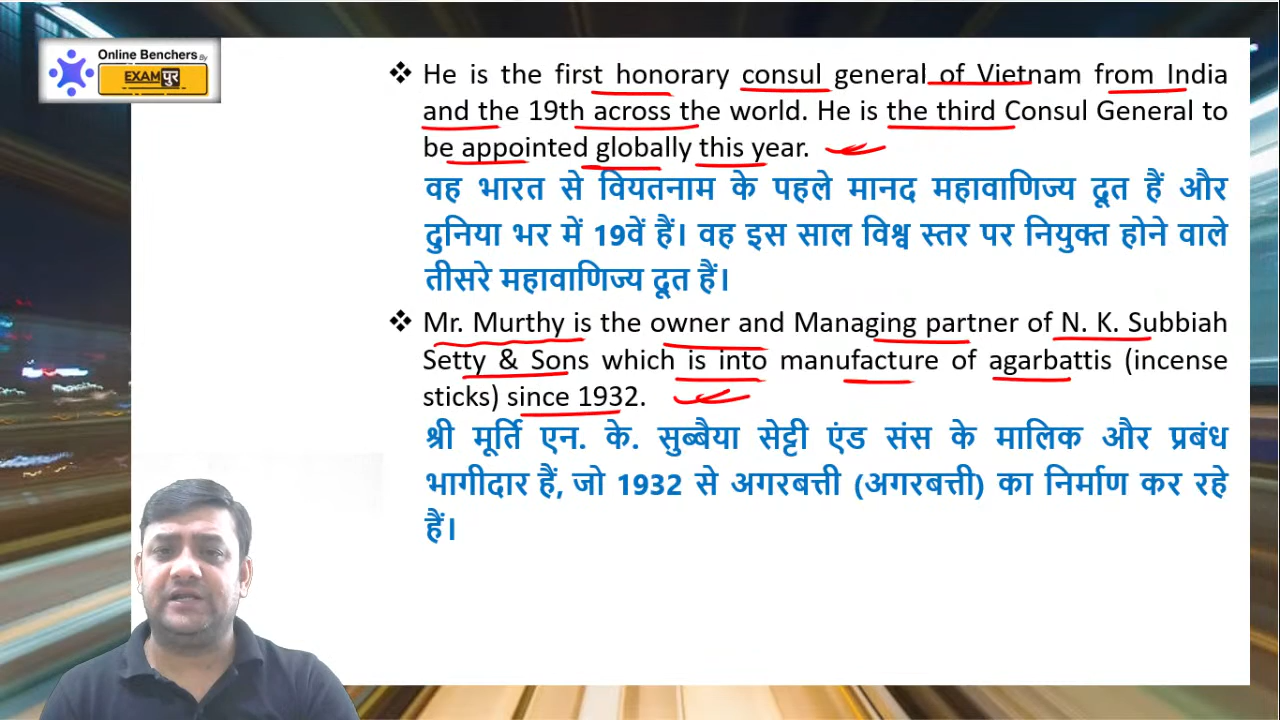 Online Benchers By
EXAMपुर
❖ He is the first honorary consul general of Vietnam from India
and the 19th across the world. He is the third Consul General to
be appointed globally this year.
वह भारत से वियतनाम के पहले मानद महावाणिज्य दूत हैं और
दुनिया भर में 19वें हैं। वह इस साल विश्व स्तर पर नियुक्त होने वाले
तीसरे महावाणिज्य दूत हैं।
❖ Mr. Murthy is the owner and Managing partner of N. K. Subbiah
Setty & Sons which is into manufacture of agarbattis (incense
sticks) since 1932.
श्री मूर्ति एन. के. सुब्बैया सेट्टी एंड संस के मालिक और प्रबंध
भागीदार हैं, जो 1932 से अगरबत्ती (अगरबत्ती) का निर्माण कर रहे
हैं।